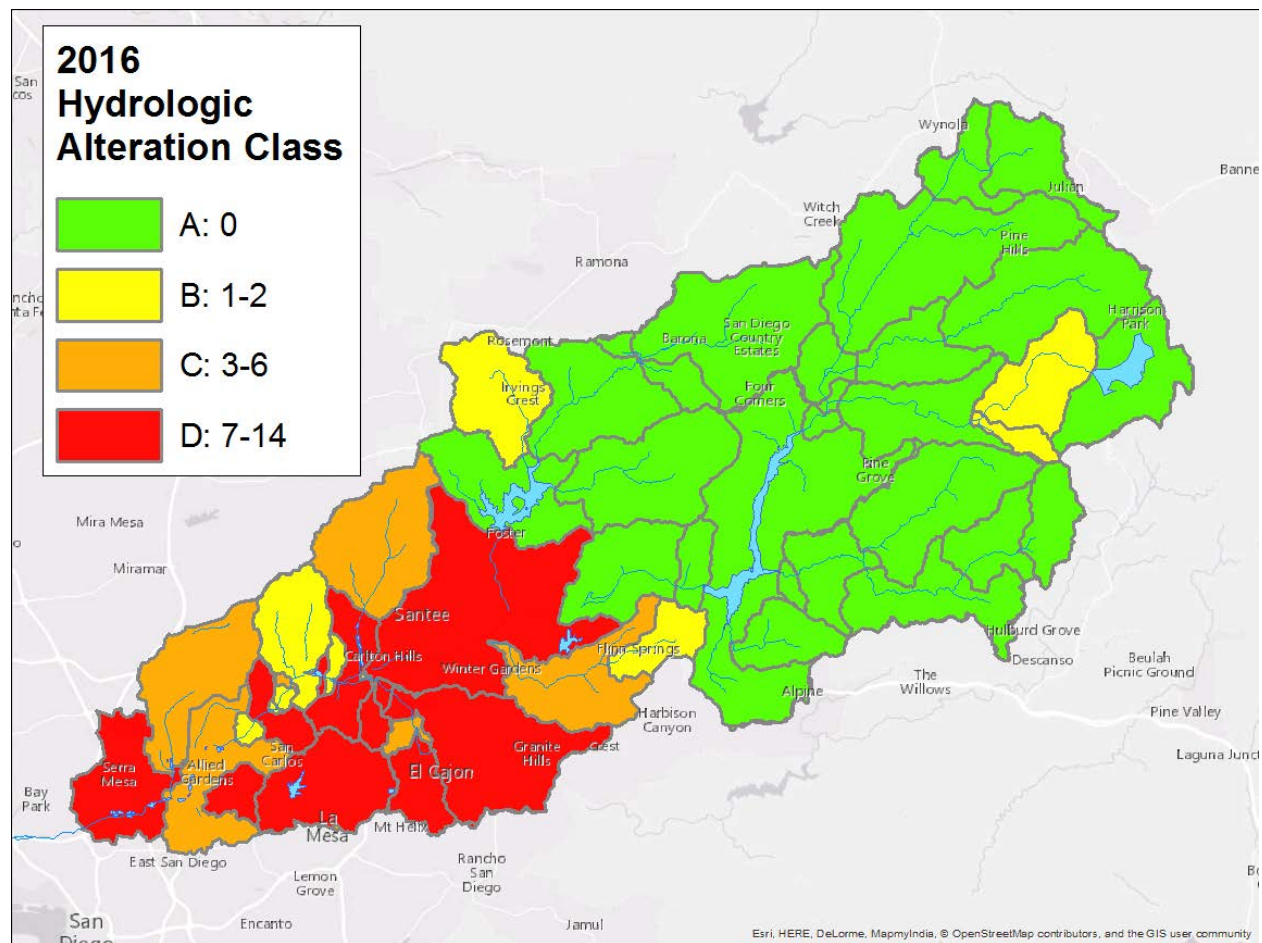 2016
Hydrologic
Alteration Class
A: 0
B: 1-2
C: 3-6
D: 7-14
San
Wynola
Banne
Julian
Witch
Creek
Pine
Hills
Ramona
Harrison
Park
San Diego
Country
Estates
Barona
Rosemont
Irvings
Crest
Four
Corners
Pine
Grove
Mira Mesa
Foster
Miramar
Santee
Hulburd Grove
Descanso
Flinn Springs
Carlton Hills
Winter Gardens
Beulah
Picnic Ground
The
Willows
Alpine
Harbison
Canyon
Pine Valley
Granite
Hills
Crest
San
Carlos
Laguna Junct
Serra
Mesa
Allied
Gardens
El Cajon
Bay
Park
La
Mesa
Mt Helix
East San Diego
Rancho
San
Diego
Lemon
Grove
San
Diego
Encanto
Jamul
Esri, HERE, DeLorme, MapmyIndia, © OpenStreetMap contributors, and the GIS user community